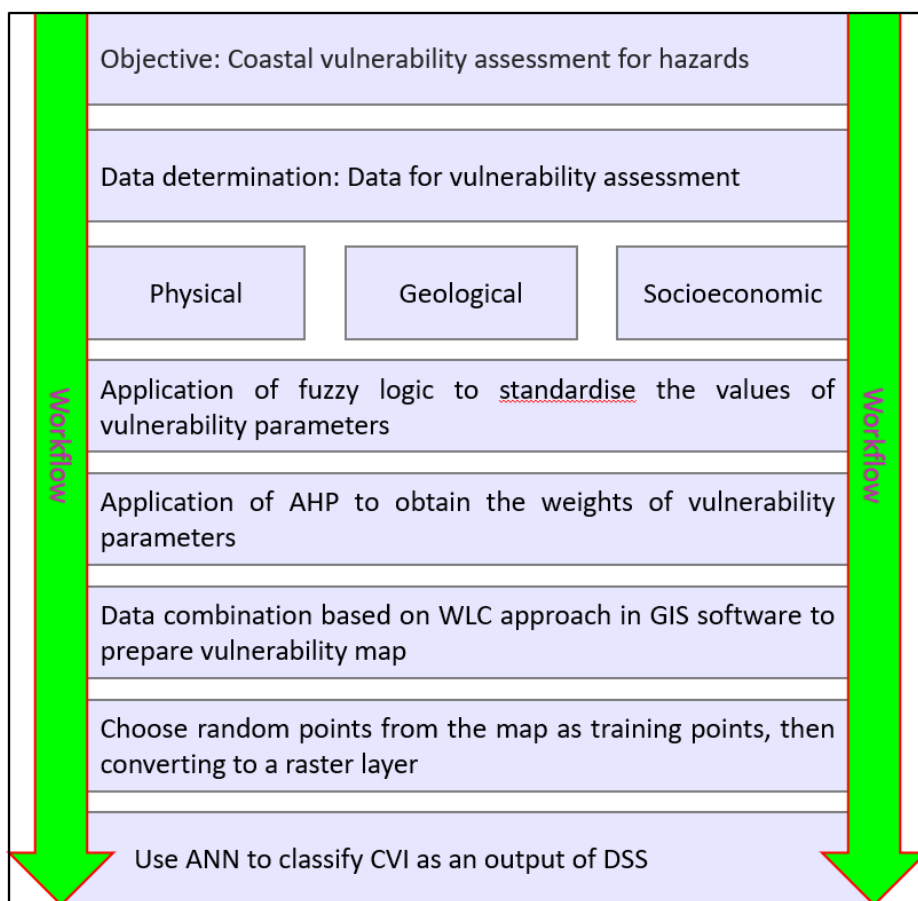 Objective: Coastal vulnerability assessment for hazards
Data determination: Data for vulnerability assessment
Physical
Geological
Socioeconomic
Workflow
Workflow
Application of fuzzy logic to standardise the values of
vulnerability parameters
Application of AHP to obtain the weights of vulnerability
parameters
Data combination based on WLC approach in GIS software to
prepare vulnerability map
Choose random points from the map as training points, then
converting to a raster layer
Use ANN to classify CVI as an output of DSS